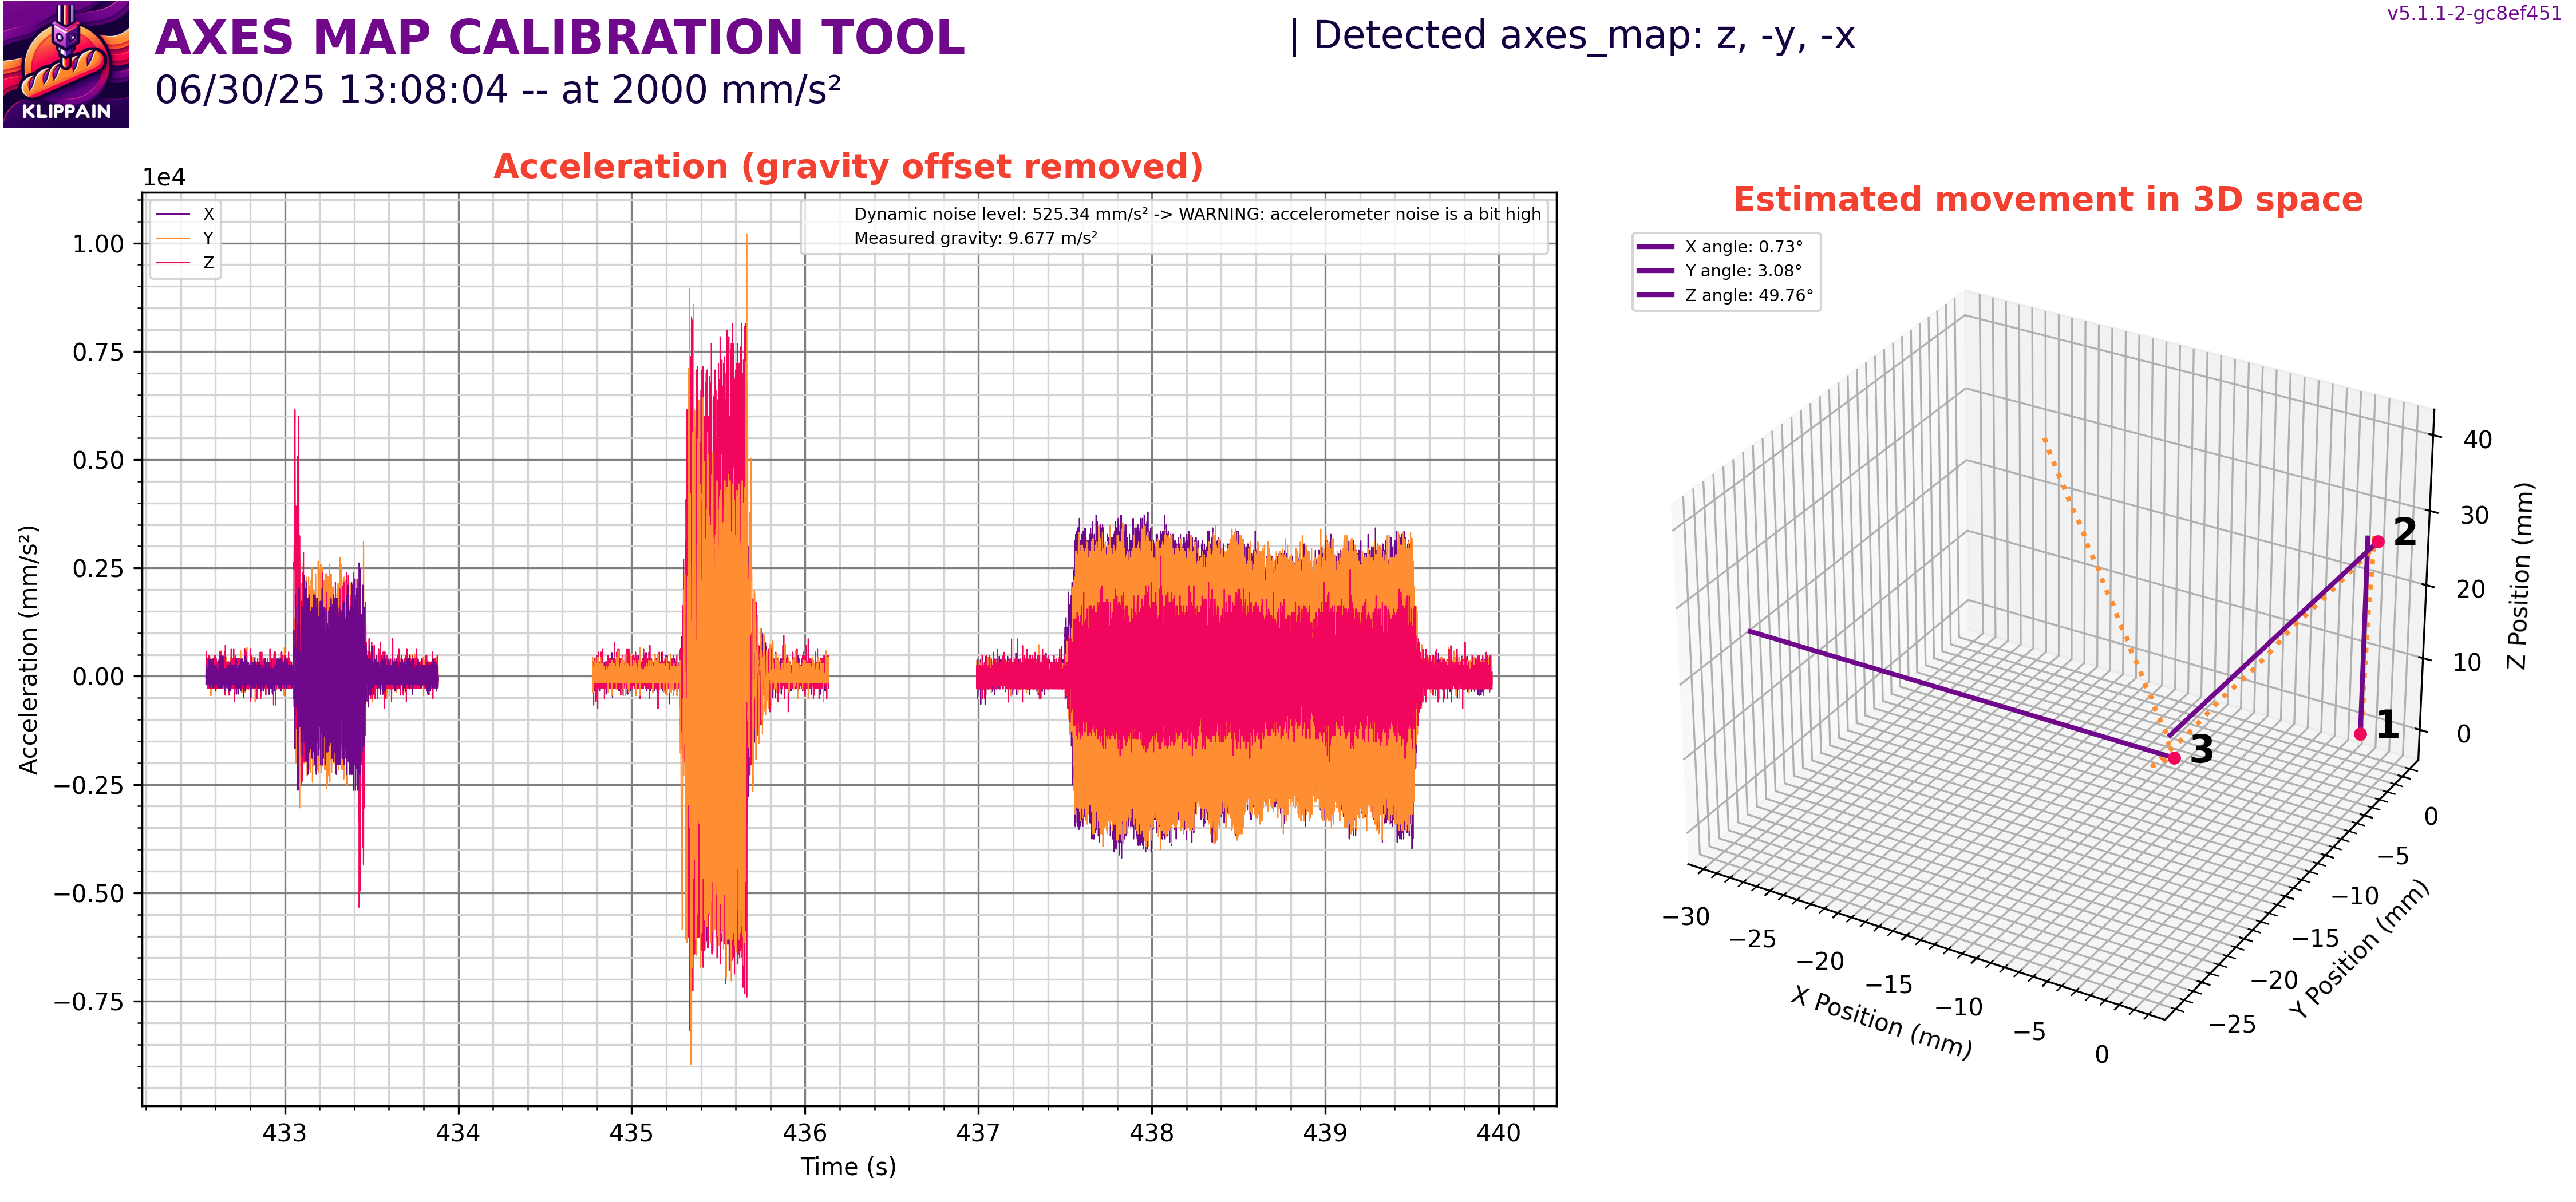 KLIPPAIN
AXES MAP CALIBRATION TOOL
06/30/25 13:08:04 -- at 2000 mm/s²
| Detected axes_map: z, -y, -x
v5.1.1-2-gc8ef451
Acceleration (gravity offset removed)
1e4
X
Y
Z
Dynamic noise level: 525.34 mm/s² -> WARNING: accelerometer noise is a bit high
Measured gravity: 9.677 m/s²
1.00
0.75
0.50
0.25
0.00
−0.25
−0.50
−0.75
Acceleration (mm/s²)
433
434
435
436
437
438
439
440
Time (s)
Estimated movement in 3D space
X angle: 0.73°
Y angle: 3.08°
Z angle: 49.76°
1
2
3
40
30
20
10
0
Z Position (mm)
0
−5
−10
−15
−20
−25
Y Position (mm)
−30
−25
−20
−15
−10
−5
0
X Position (mm)